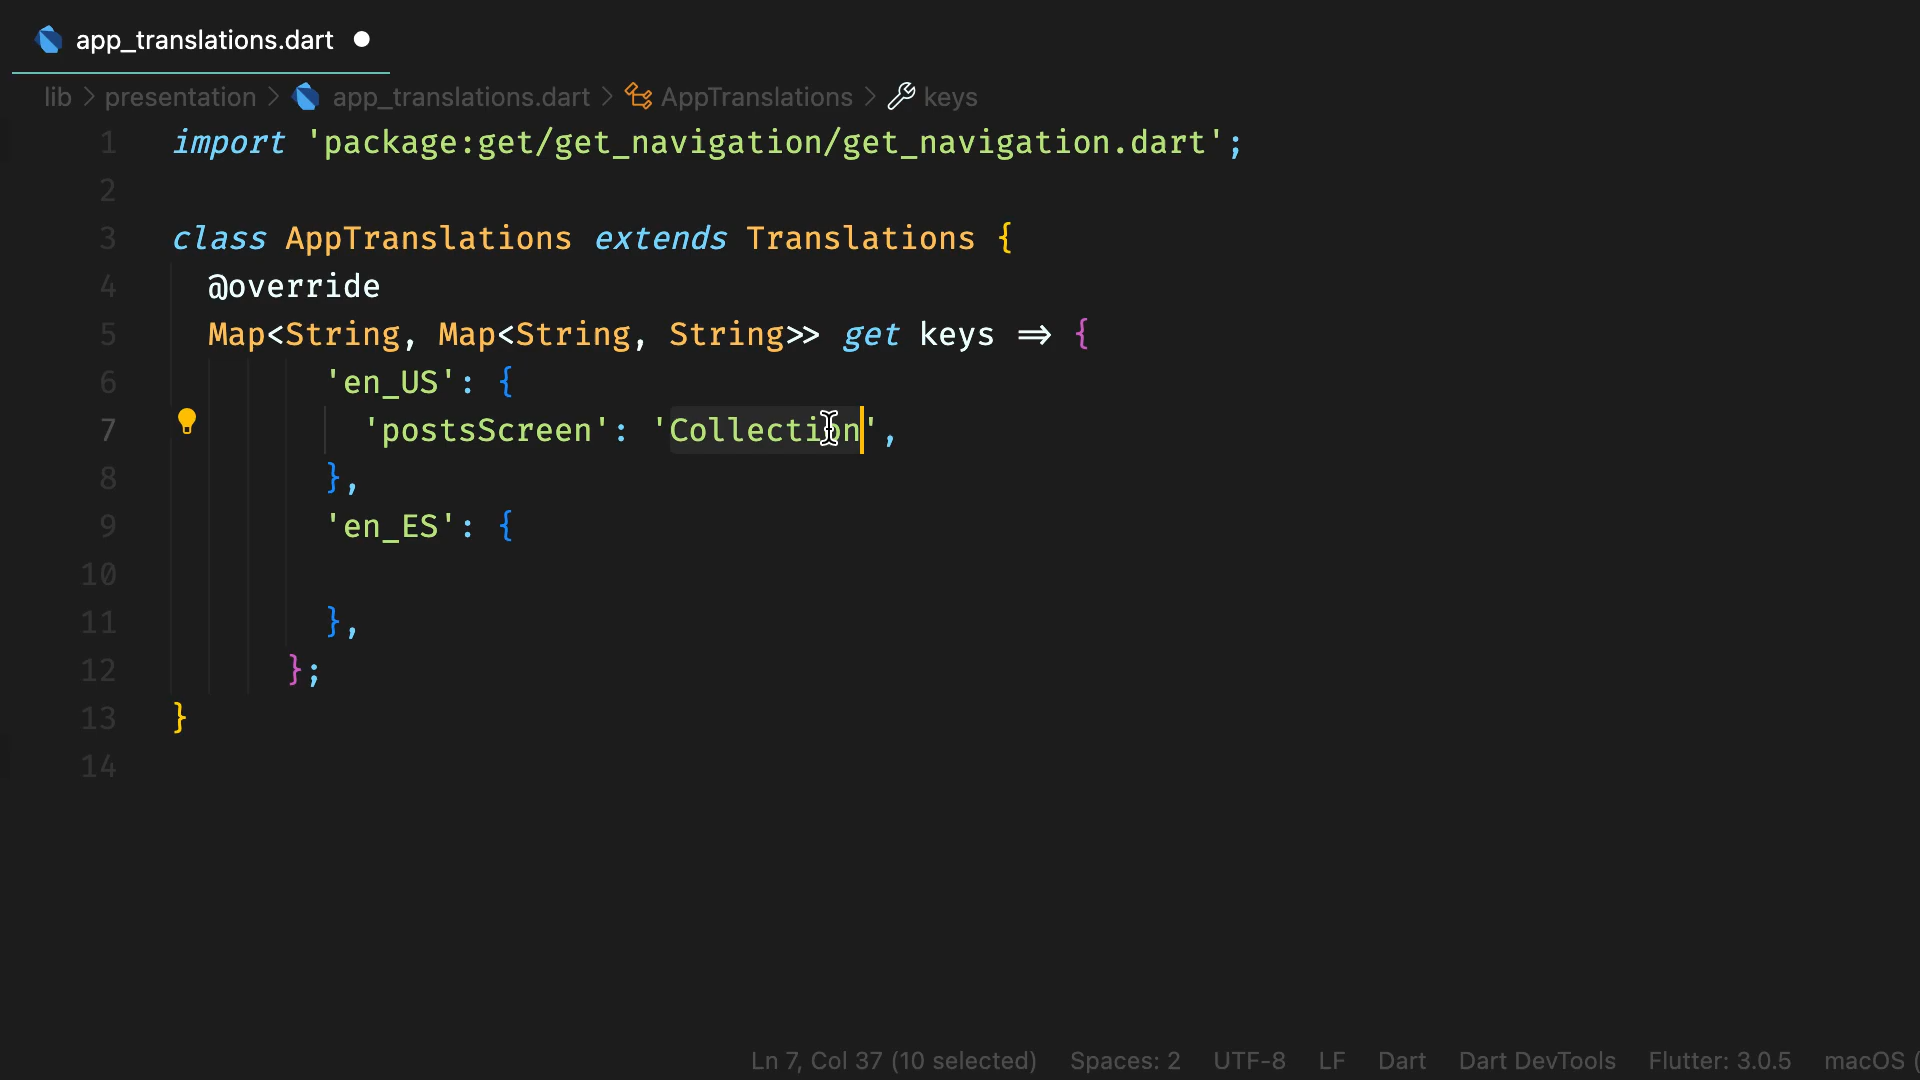 app_translations.dart
lib > presentation > app_translations.dart > AppTranslations > keys
1 import 'package:get/get_navigation/get_navigation.dart';
2
3 class AppTranslations extends Translations {
4 @override
5 Map<String, Map<String, String>> get keys => {
6 'en_US': {
7 'postsScreen': 'Collection',
8 },
9 'en_ES': {
10
11 },
12 };
13 }
14
Ln 7, Col 37 (10 selected) Spaces: 2 UTF-8 LF Dart Dart DevTools Flutter: 3.0.5 macOS (